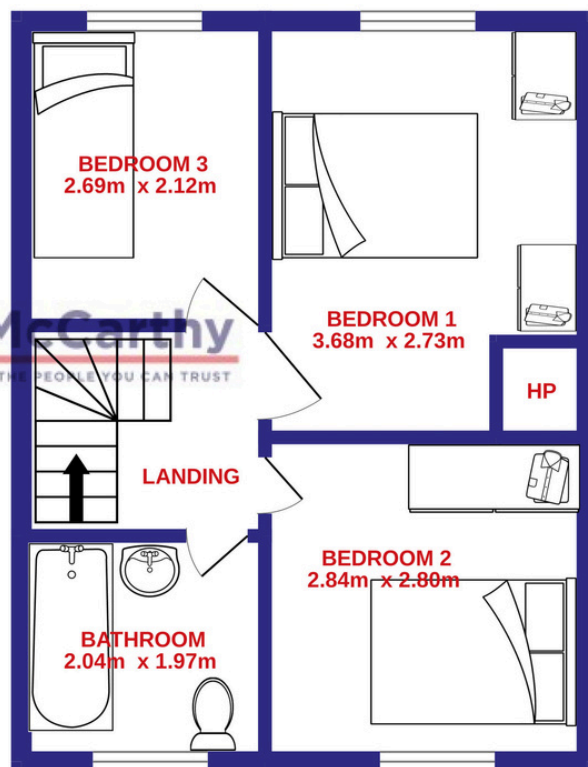 BEDROOM 3
2.69m x 2.12m
BEDROOM 1
3.68m x 2.73m
McCarthy
THE PEOPLE YOU CAN TRUST
HP
LANDING
BEDROOM 2
2.84m x 2.80m
BATHROOM
2.04m x 1.97m